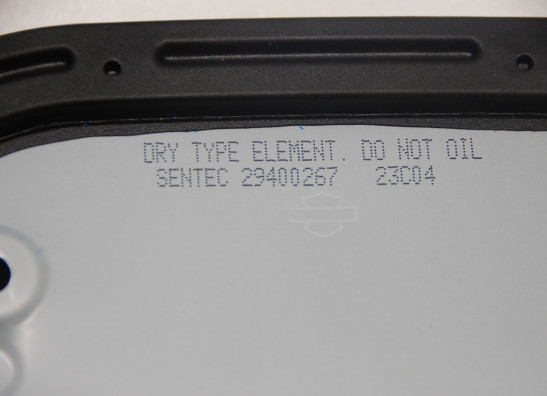 DRY TYPE ELEMENT. DO NOT OIL
SENTEC 29400267 23C04